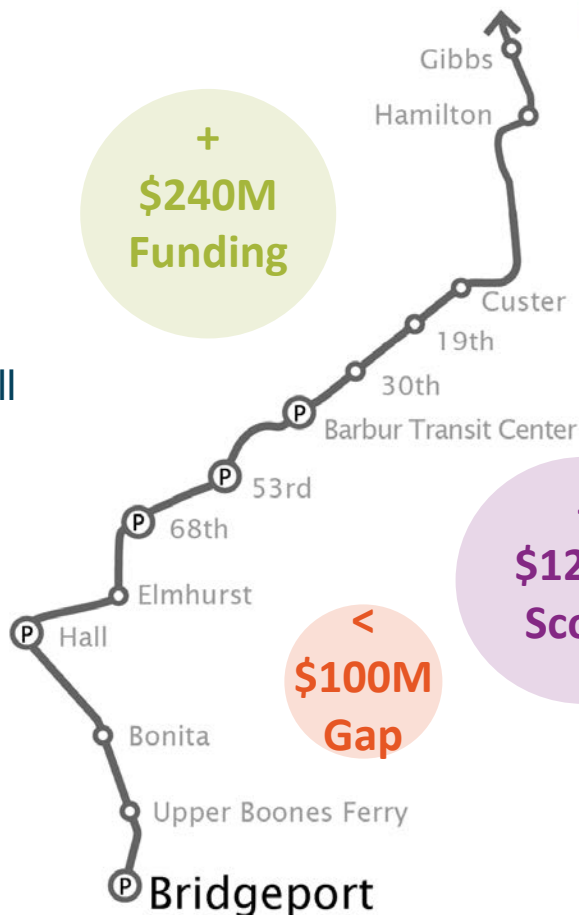 Gibbs
Hamilton
+
$240M
Funding
Custer
19th
30th
Barbur Transit Center
P
53rd
P
68th
P
Elmhurst
Hall
P
<
$100M
Gap
Bonita
Upper Boones Ferry
Bridgeport
P